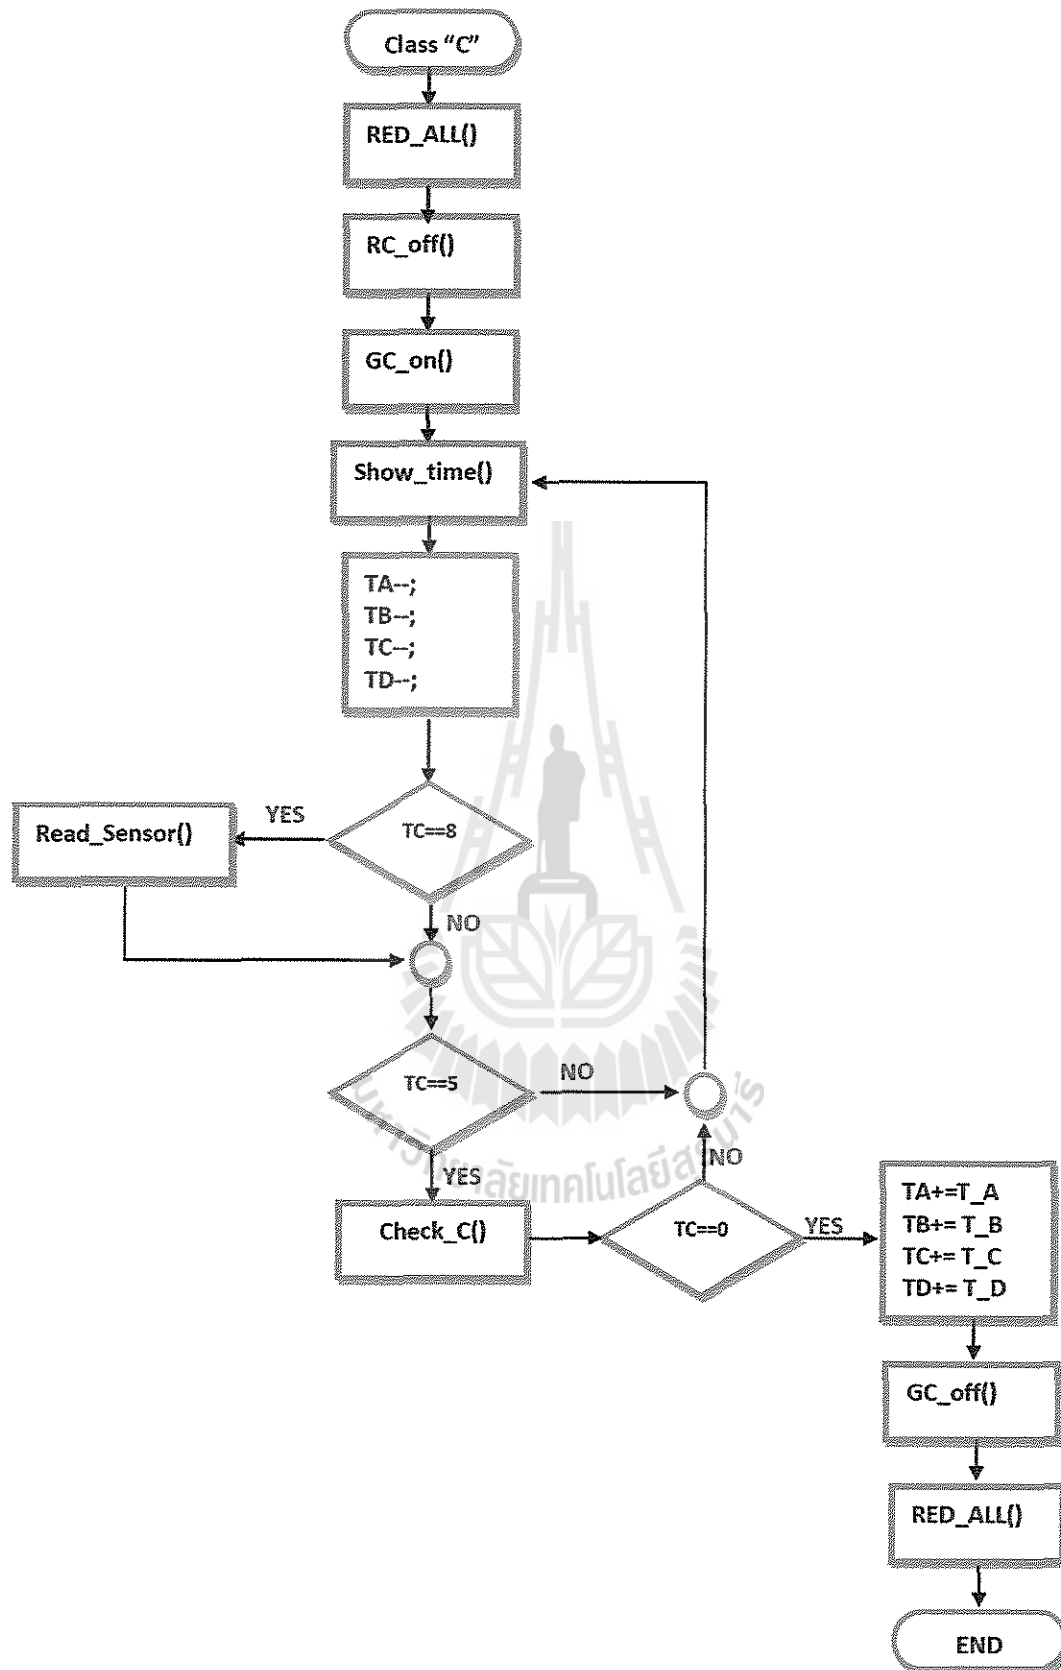 Class "C"
RED_ALL()
RC_off()
GC_on()
Show_time()
TA--;
TB--;
TC--;
TD--;
TC==8
YES
Read_Sensor()
NO
TC==5
NO
YES
Check_C()
TC==0
NO
YES
TA+=T_A
TB+= T_B
TC+= T_C
TD+= T_D
GC_off()
RED_ALL()
END